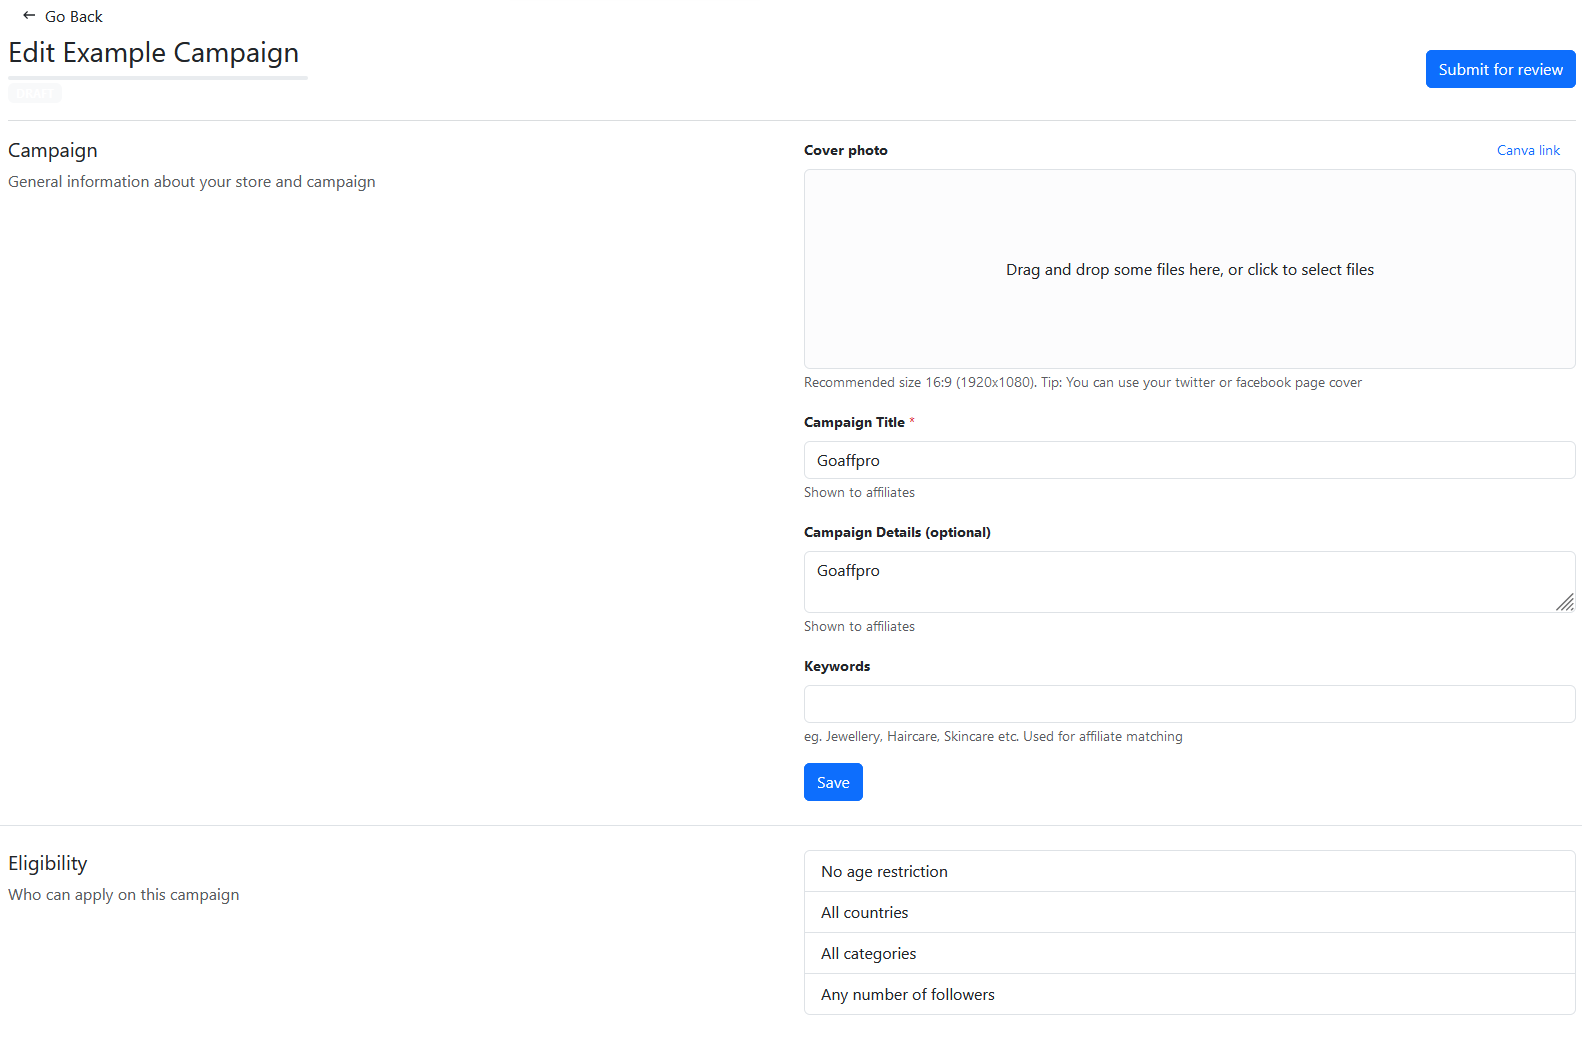 ← Go Back
Edit Example Campaign
DRAFT
Submit for review
Campaign
General information about your store and campaign
Cover photo
Canva link
Drag and drop some files here, or click to select files
Recommended size 16:9 (1920x1080). Tip: You can use your twitter or facebook page cover
Campaign Title *
Goaffpro
Shown to affiliates
Campaign Details (optional)
Goaffpro
Shown to affiliates
Keywords
eg. Jewellery, Haircare, Skincare etc. Used for affiliate matching
Save
Eligibility
Who can apply on this campaign
No age restriction
All countries
All categories
Any number of followers